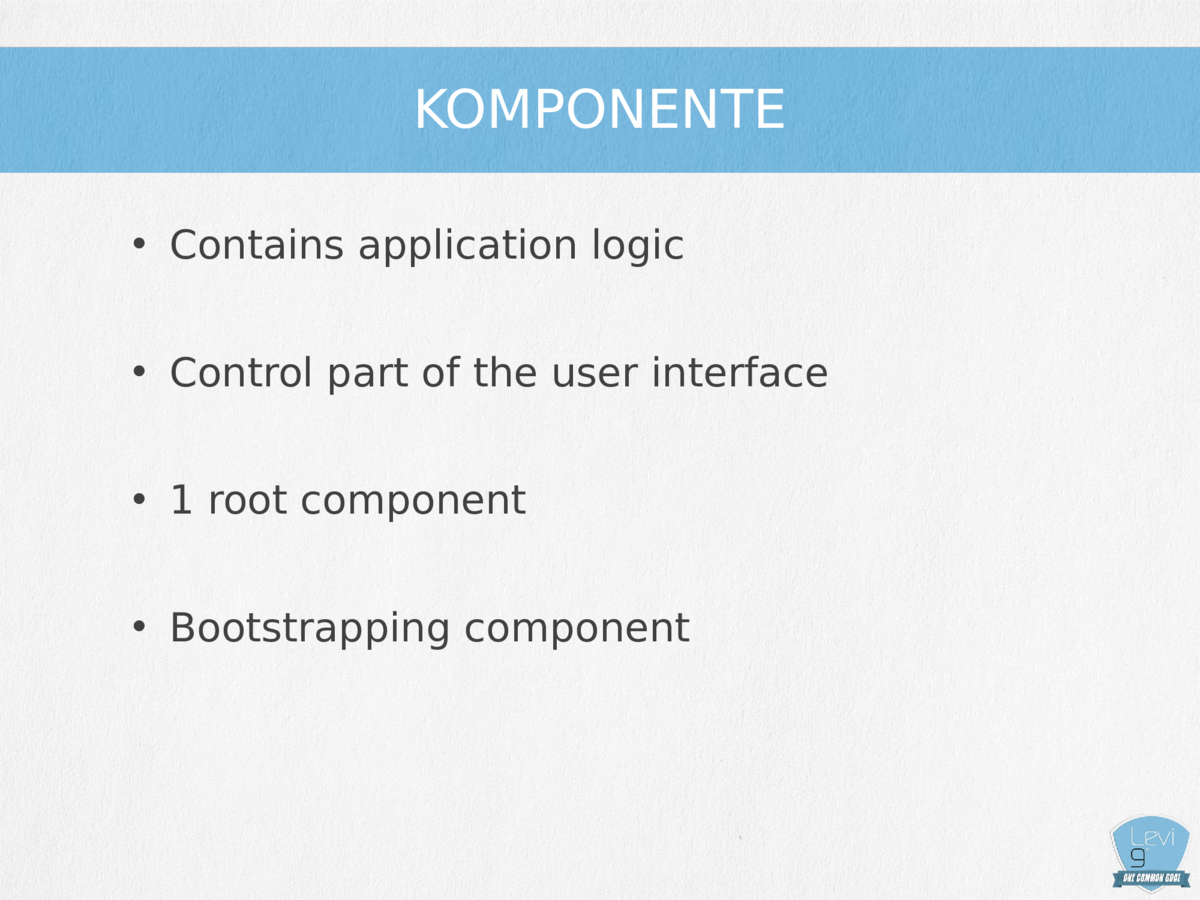 KOMPONENTE
• Contains application logic
• Control part of the user interface
• 1 root component
• Bootstrapping component
Levi
9
ONE COMMON GOAL